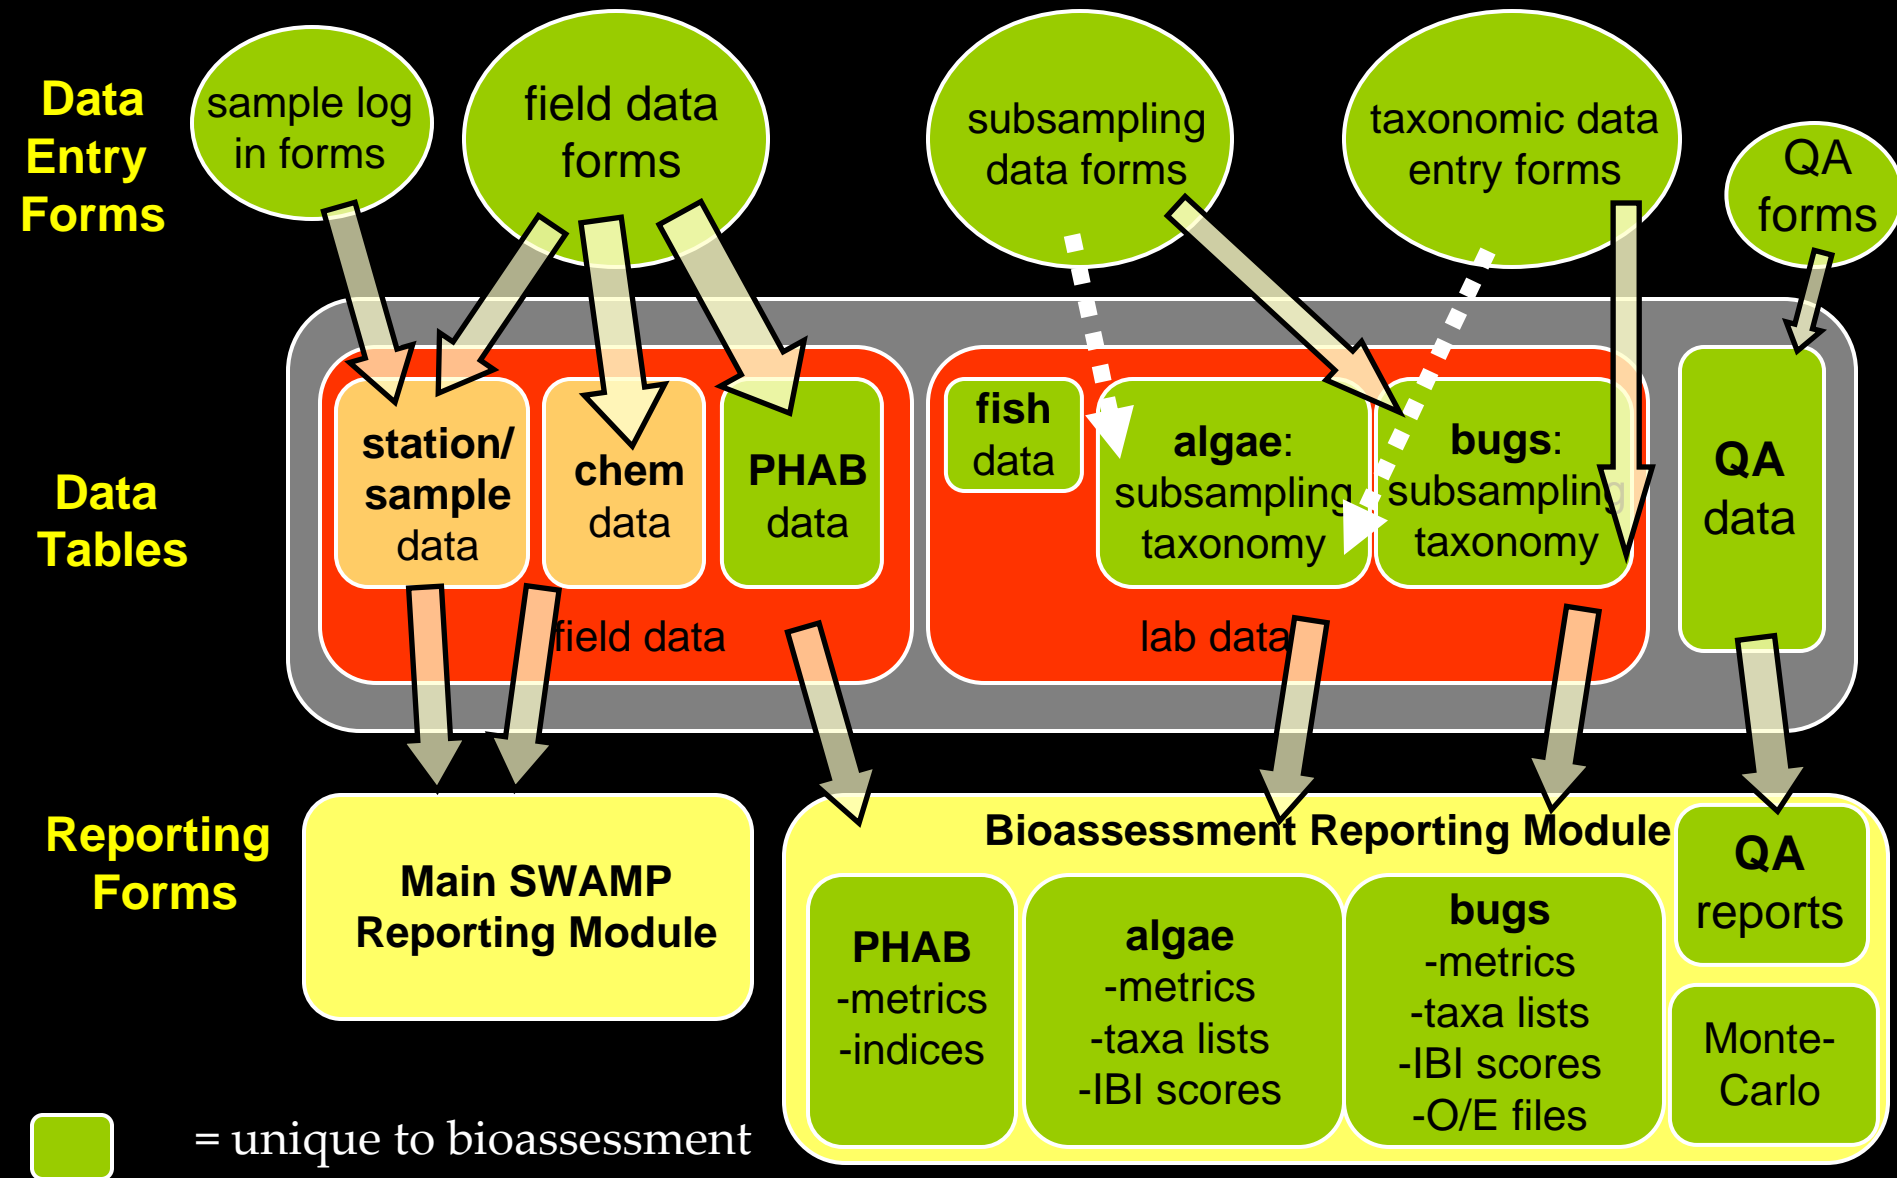 Data
Entry
Forms
sample log
in forms
field data
forms
subsampling
data forms
taxonomic data
entry forms
QA
forms
Data
Tables
station/
sample
data
chem
data
PHAB
data
field data
fish
data
algae:
subsampling
taxonomy
bugs:
subsampling
taxonomy
lab data
QA
data
Reporting
Forms
Main SWAMP
Reporting Module
Bioassessment Reporting Module
PHAB
-metrics
-indices
algae
-metrics
-taxa lists
-IBI scores
bugs
-metrics
-taxa lists
-IBI scores
-O/E files
QA
reports
Monte-
Carlo
= unique to bioassessment